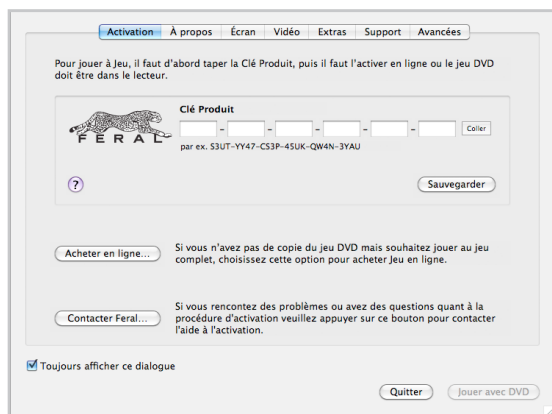 Activation À propos Écran Vidéo Extras Support Avancées
Pour jouer à Jeu, il faut d'abord taper la Clé Produit, puis il faut l'activer en ligne ou le jeu DVD
doit être dans le lecteur.
Clé Produit
FERAL
- - - - - Coller
par ex. S3UT-YY47-CS3P-45UK-QW4N-3YAU
? Sauvegarder
Acheter en ligne...
Si vous n'avez pas de copie du jeu DVD mais souhaitez jouer au jeu
complet, choisissez cette option pour acheter Jeu en ligne.
Contacter Feral...
Si vous rencontez des problèmes ou avez des questions quant à la
procédure d'activation veuillez appuyer sur ce bouton pour contacter
l'aide à l'activation.
Toujours afficher ce dialogue
Quitter Jouer avec DVD